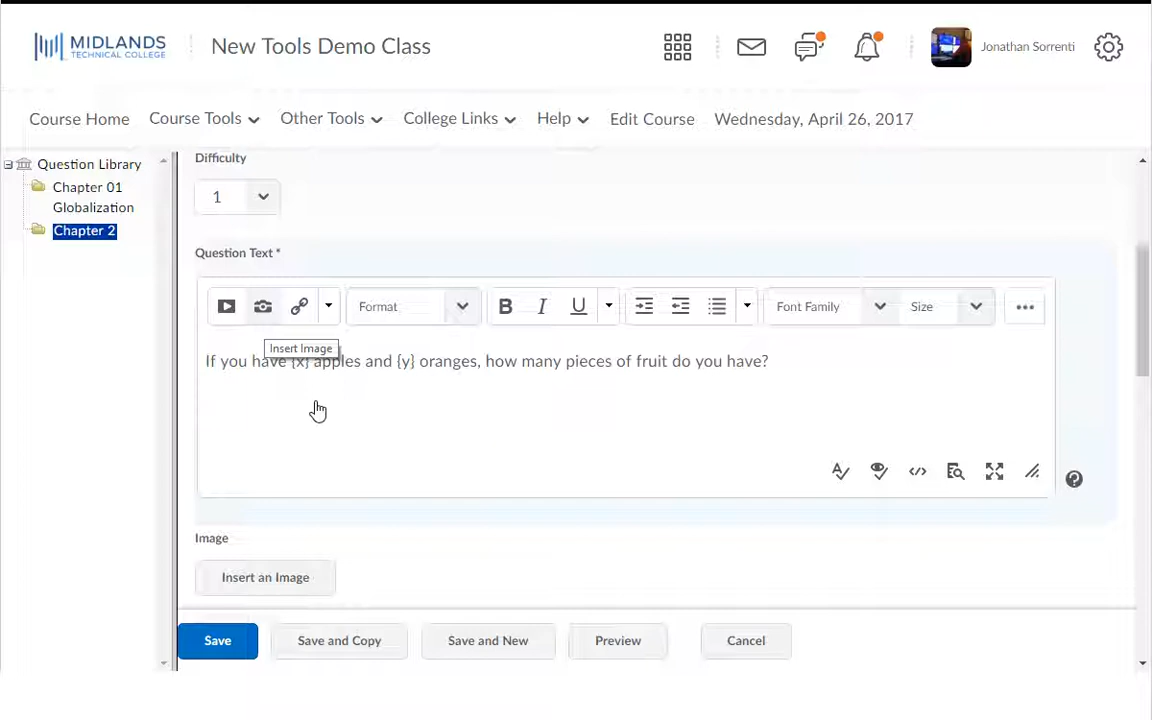 MIDLANDS
TECHNICAL COLLEGE
New Tools Demo Class
Jonathan Sorrenti
Course Home
Course Tools
Other Tools
College Links
Help
Edit Course
Wednesday, April 26, 2017
Question Library
Chapter 01
Globalization
Chapter 2
Difficulty
1
Question Text *
Format
B I U
Font Family
Size
Insert Image
If you have {x} apples and {y} oranges, how many pieces of fruit do you have?
Image
Insert an Image
Save
Save and Copy
Save and New
Preview
Cancel